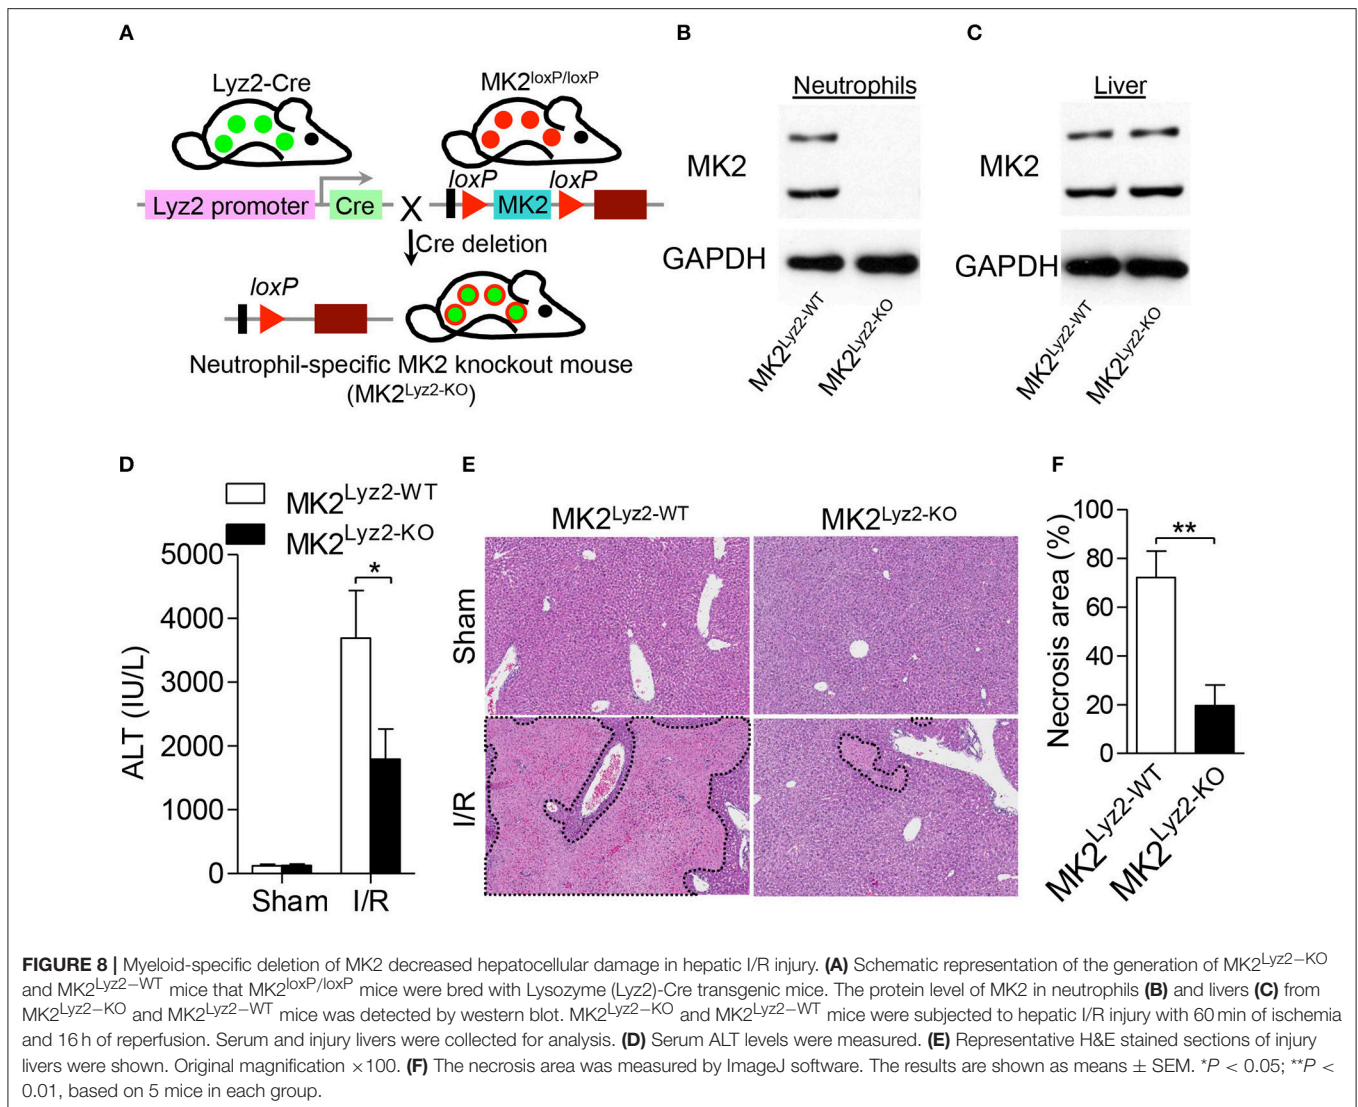 A
Lyz2-Cre
MK2loxP/loxP
loxP
loxP
Lyz2 promoter
Cre
X
MK2
Cre deletion
loxP
Neutrophil-specific MK2 knockout mouse
(MK2Lyz2-KO)
B
Neutrophils
MK2
GAPDH
MK2Lyz2-WT
MK2Lyz2-KO
C
Liver
MK2
GAPDH
MK2Lyz2-WT
MK2Lyz2-KO
D
MK2Lyz2-WT
MK2Lyz2-KO
ALT (IU/L)
5000
4000
3000
2000
1000
0
*
Sham
I/R
E
MK2Lyz2-WT
MK2Lyz2-KO
Sham
I/R
F
Necrosis area (%)
100
80
60
40
20
0
**
MK2Lyz2-WT
MK2Lyz2-KO
FIGURE 8 | Myeloid-specific deletion of MK2 decreased hepatocellular damage in hepatic I/R injury. (A) Schematic representation of the generation of MK2Lyz2−KO
and MK2Lyz2−WT mice that MK2loxP/loxP mice were bred with Lysozyme (Lyz2)-Cre transgenic mice. The protein level of MK2 in neutrophils (B) and livers (C) from
MK2Lyz2−KO and MK2Lyz2−WT mice was detected by western blot. MK2Lyz2−KO and MK2Lyz2−WT mice were subjected to hepatic I/R injury with 60 min of ischemia
and 16 h of reperfusion. Serum and injury livers were collected for analysis. (D) Serum ALT levels were measured. (E) Representative H&E stained sections of injury
livers were shown. Original magnification ×100. (F) The necrosis area was measured by ImageJ software. The results are shown as means ± SEM. *P < 0.05; **P <
0.01, based on 5 mice in each group.